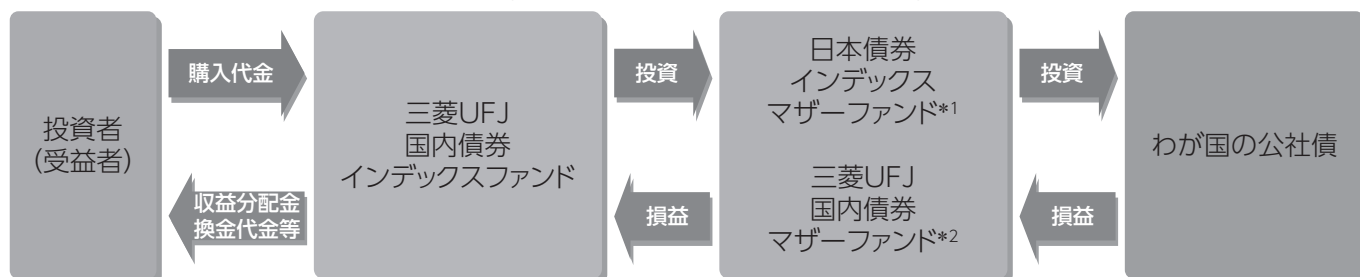 投資者
(受益者)
購入代金
収益分配金
換金代金等
三菱UFJ
国内債券
インデックスファンド
投資
損益
日本債券
インデックス
マザーファンド*1
三菱UFJ
国内債券
マザーファンド*2
投資
損益
わが国の公社債